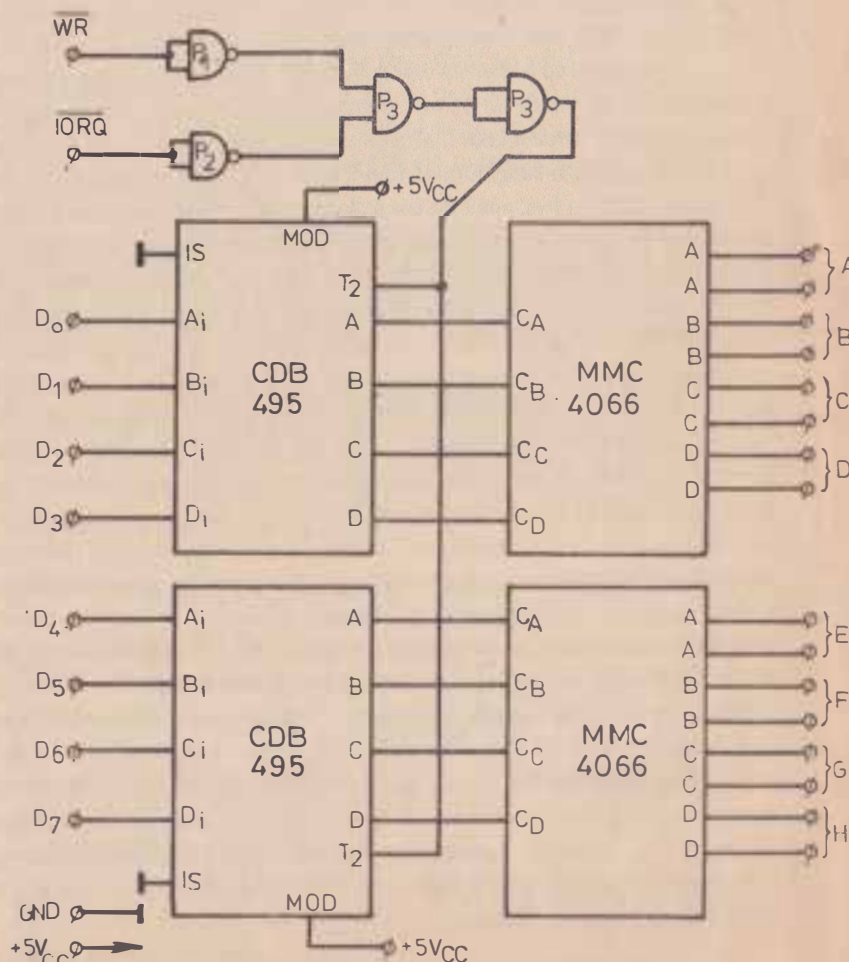 WR
P1
P3
P3
IORQ
P2
+5VCC
MOD
IS
T2
D0
Ai
A
CA
D1
Bi
B
CB
D2
Ci
C
CC
D3
Di
D
CD
CDB
495
MMC
4066
A
A
B
B
C
C
D
D
A
B
C
D
D4
Ai
A
CA
D5
Bi
B
CB
D6
Ci
C
CC
D7
Di
D
CD
T2
CDB
495
MMC
4066
A
A
B
B
C
C
D
D
E
F
G
H
IS
GND
MOD
+5VCC
+5VCC